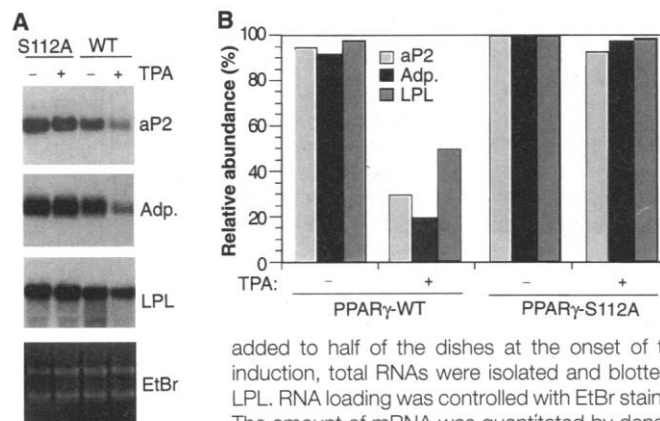 A
S112A WT
− + − + TPA
aP2
Adp.
LPL
EtBr
B
Relative abundance (%)
100
80
60
40
20
0
aP2
Adp.
LPL
TPA: − + − +
PPARγ-WT PPARγ-S112A
added to half of the dishes at the onset of
induction, total RNAs were isolated and blotte
LPL. RNA loading was controlled with EtBr stain